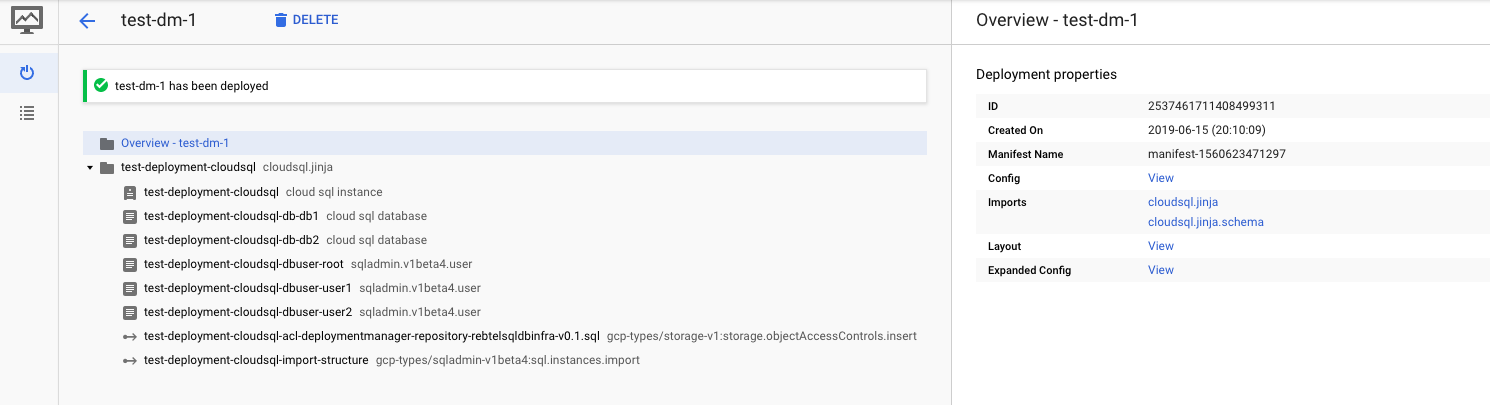 test-dm-1 DELETE
test-dm-1 has been deployed
Overview - test-dm-1
test-deployment-cloudsql cloudsql.jinja
test-deployment-cloudsql cloud sql instance
test-deployment-cloudsql-db-db1 cloud sql database
test-deployment-cloudsql-db-db2 cloud sql database
test-deployment-cloudsql-dbuser-root sqladmin.v1beta4.user
test-deployment-cloudsql-dbuser-user1 sqladmin.v1beta4.user
test-deployment-cloudsql-dbuser-user2 sqladmin.v1beta4.user
test-deployment-cloudsql-acl-deploymentmanager-repository-rebtelsqldbinfra-v0.1.sql gcp-types/storage-v1:storage.objectAccessControls.insert
test-deployment-cloudsql-import-structure gcp-types/sqladmin-v1beta4:sql.instances.import
Overview - test-dm-1
Deployment properties
ID 2537461711408499311
Created On 2019-06-15 (20:10:09)
Manifest Name manifest-1560623471297
Config View
Imports cloudsql.jinja
cloudsql.jinja.schema
Layout View
Expanded Config View